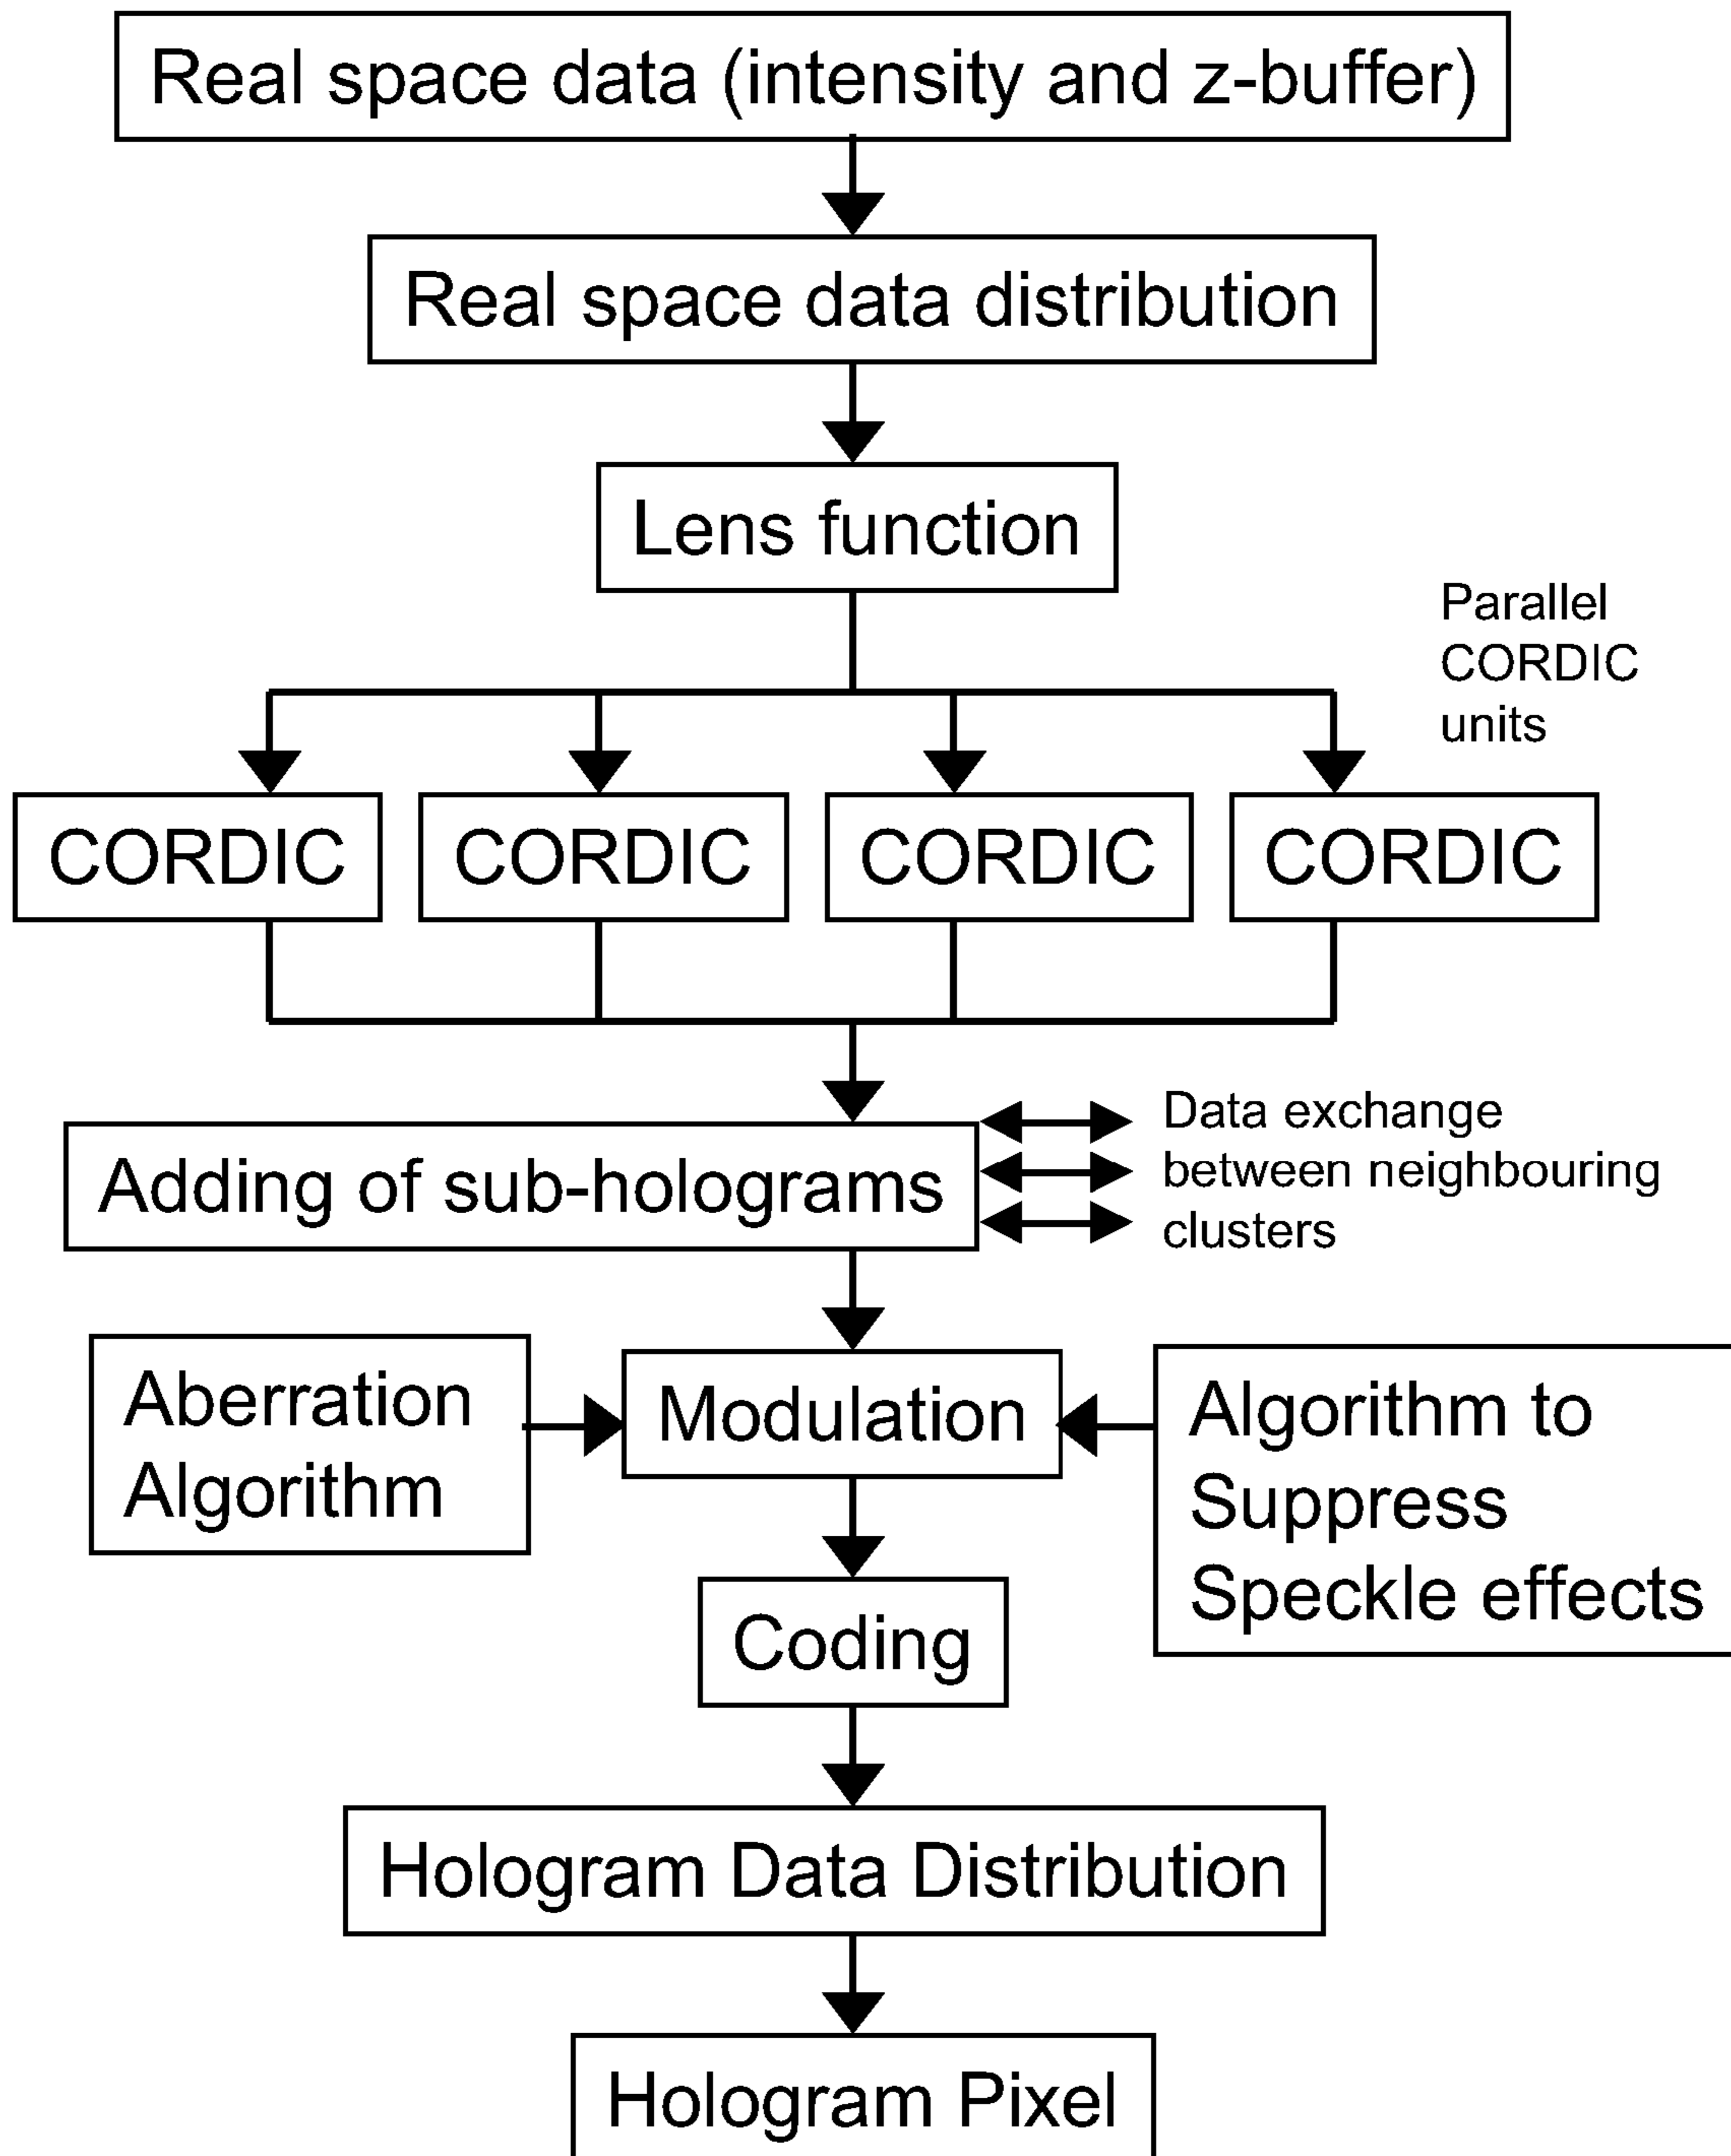 Real space data (intensity and z-buffer)
Real space data distribution
Lens function
Parallel
CORDIC
units
CORDIC
CORDIC
CORDIC
CORDIC
Adding of sub-holograms
Data exchange
between neighbouring
clusters
Aberration
Algorithm
Modulation
Algorithm to
Suppress
Speckle effects
Coding
Hologram Data Distribution
Hologram Pixel